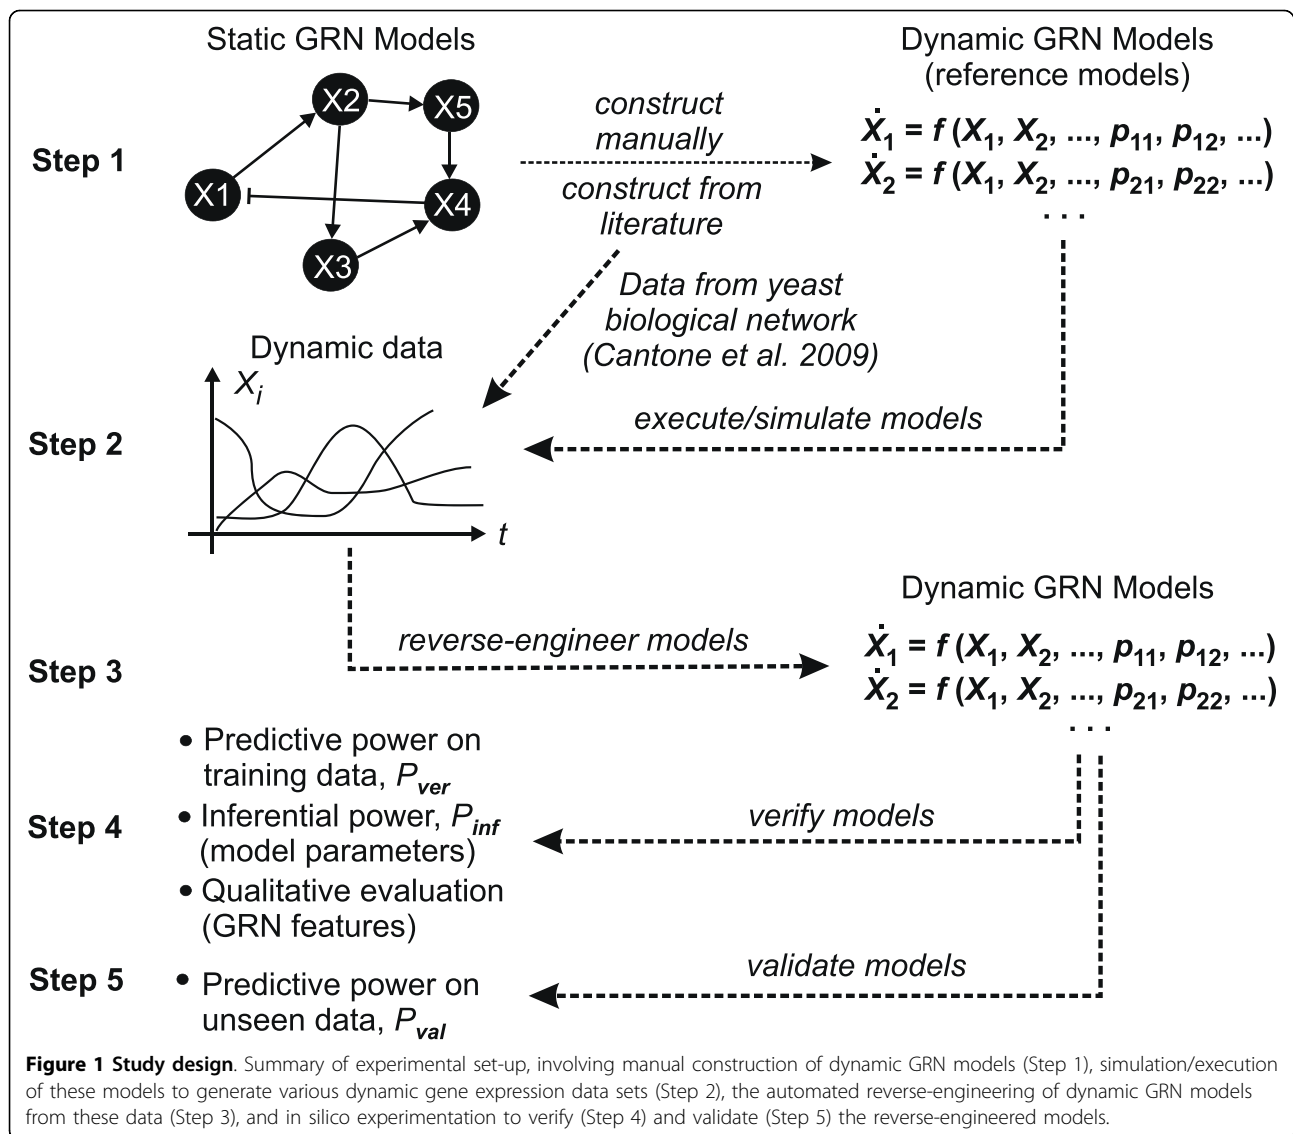 Static GRN Models
Dynamic GRN Models
(reference models)
Step 1
X1
X2
X5
X4
X3
construct
manually
construct from
literature
Ẋ₁ = f (X₁, X₂, ..., p₁₁, p₁₂, ...)
Ẋ₂ = f (X₁, X₂, ..., p₂₁, p₂₂, ...)
. . .
Data from yeast
biological network
(Cantone et al. 2009)
Dynamic data
Xᵢ
t
Step 2
execute/simulate models
Dynamic GRN Models
Step 3
reverse-engineer models
Ẋ₁ = f (X₁, X₂, ..., p₁₁, p₁₂, ...)
Ẋ₂ = f (X₁, X₂, ..., p₂₁, p₂₂, ...)
. . .
Step 4
• Predictive power on
training data, P_ver
• Inferential power, P_inf
(model parameters)
• Qualitative evaluation
(GRN features)
verify models
Step 5
• Predictive power on
unseen data, P_val
validate models
Figure 1 Study design. Summary of experimental set-up, involving manual construction of dynamic GRN models (Step 1), simulation/execution
of these models to generate various dynamic gene expression data sets (Step 2), the automated reverse-engineering of dynamic GRN models
from these data (Step 3), and in silico experimentation to verify (Step 4) and validate (Step 5) the reverse-engineered models.